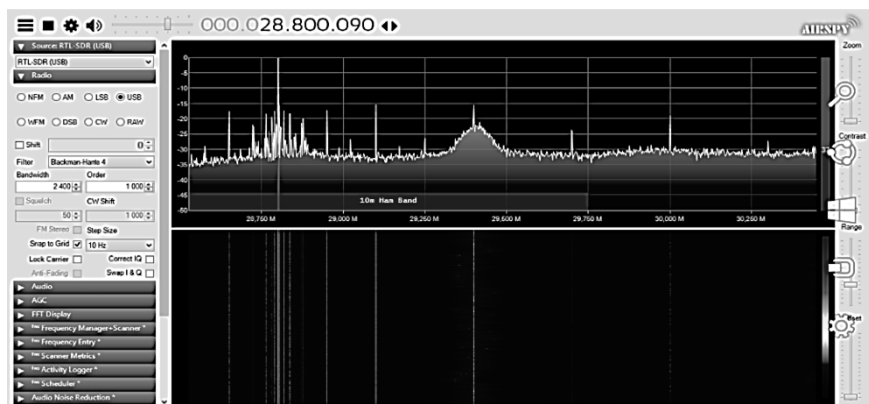 000.028.800.090
AIRSPY
Source: RTL-SDR (USB)
RTL-SDR (USB)
Radio
NFM AM LSB USB
WFM DSB CW RAW
Shift 0
Filter Backman-Harris 4
Bandwidth Order
2 400 1 000
Squelch CW Shift
50 1 000
FM Stereo Step Size
Snap to Grid 10 Hz
Lock Carrier Correct IQ
Anti-Fading Swap I & Q
Audio
AGC
FFT Display
Frequency Manager+Scanner *
Frequency Entry *
Scanner Metrics *
Activity Logger *
Scheduler *
Audio Noise Reduction *
0
-5
-10
-15
-20
-25
-30
-35
-40
-45
-50
10m Ham Band
28,750 M 29,000 M 29,250 M 29,500 M 29,750 M 30,000 M 30,250 M
Zoom
Contrast
Range